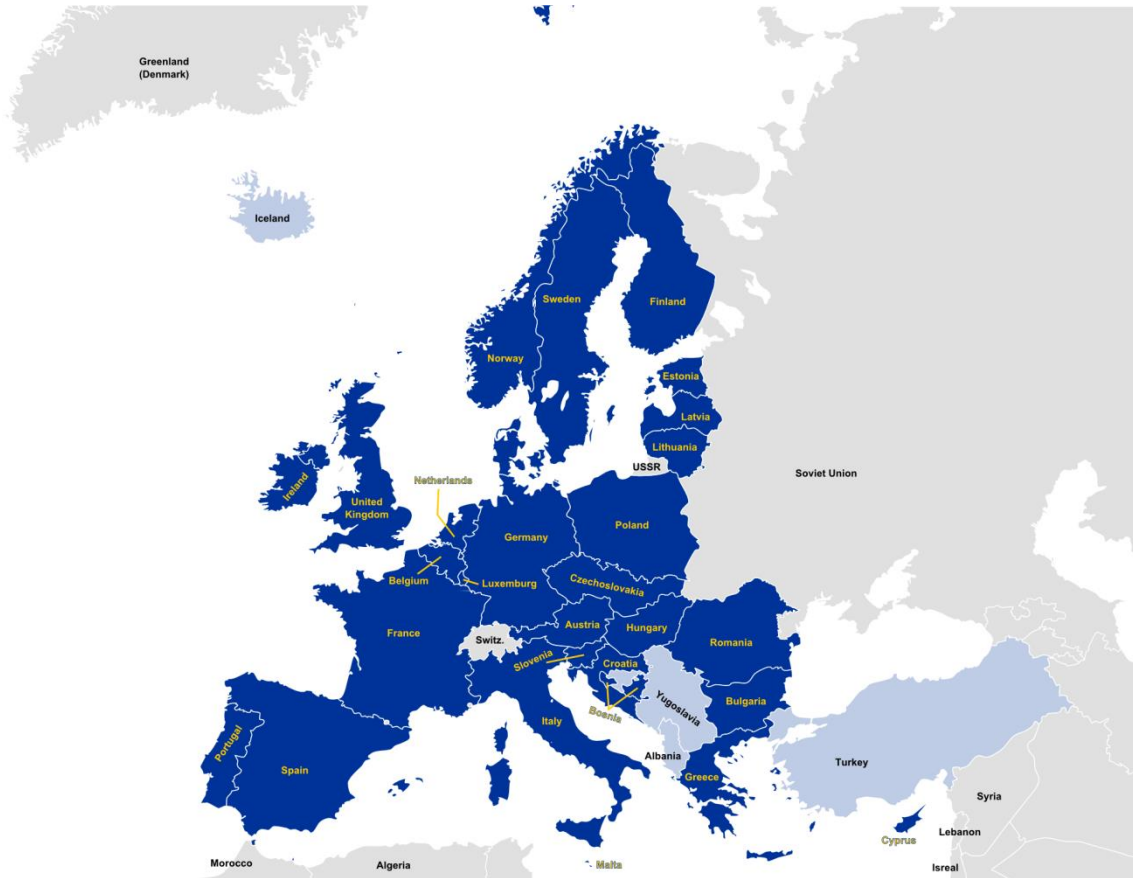 Greenland
(Denmark)
Iceland
Sweden
Finland
Norway
Estonia
Latvia
Lithuania
USSR
Soviet Union
Netherlands
Ireland
United
Kingdom
Germany
Poland
Belgium
Luxemburg
Czechoslovakia
France
Switz.
Austria
Hungary
Romania
Slovenia
Croatia
Yugoslavia
Bulgaria
Bosnia
Italy
Portugal
Spain
Albania
Greece
Turkey
Syria
Cyprus
Lebanon
Morocco
Algeria
Malta
Isreal